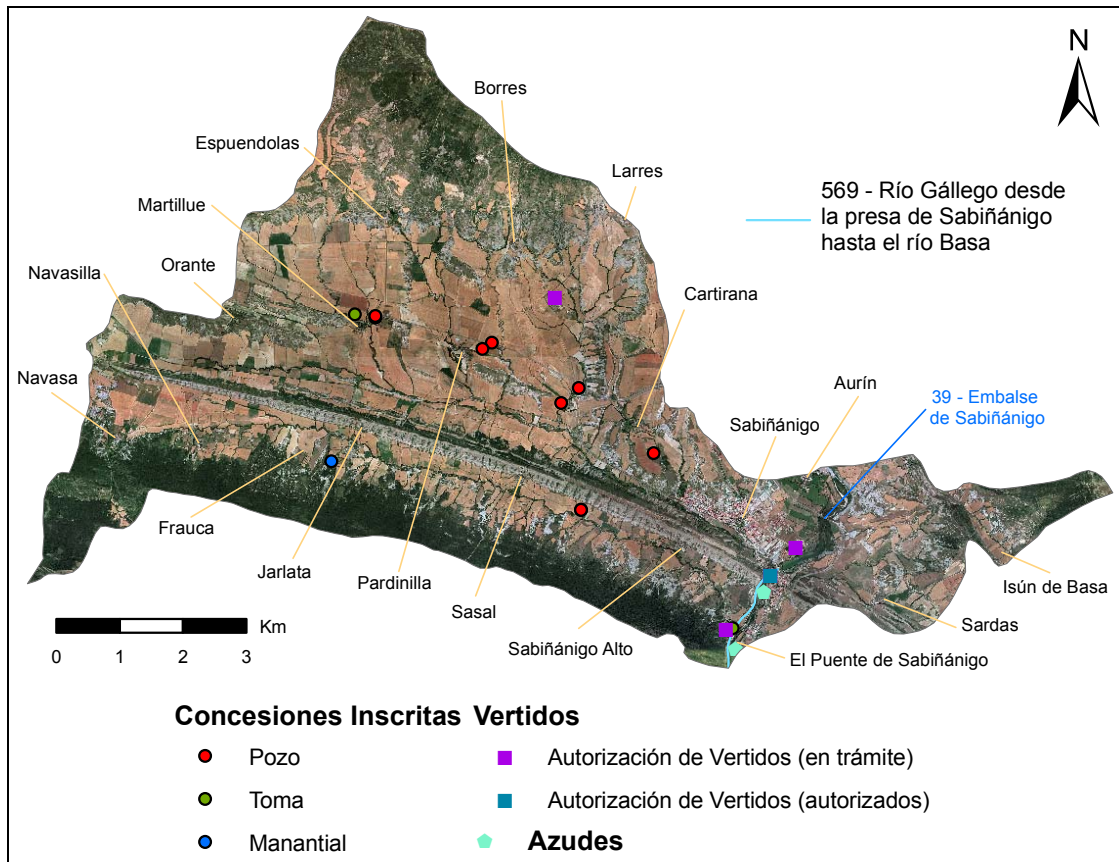 N
Borres
Espuendolas
Larres
Martillue
569 - Río Gállego desde
la presa de Sabiñánigo
hasta el río Basa
Orante
Navasilla
Cartirana
Navasa
Aurín
39 - Embalse
de Sabiñánigo
Sabiñánigo
Frauca
Jarlata
Pardinilla
Isún de Basa
Sasal
Sardas
Km
0 1 2 3
Sabiñánigo Alto
El Puente de Sabiñánigo
Concesiones Inscritas
Vertidos
Pozo
Autorización de Vertidos (en trámite)
Toma
Autorización de Vertidos (autorizados)
Manantial
Azudes